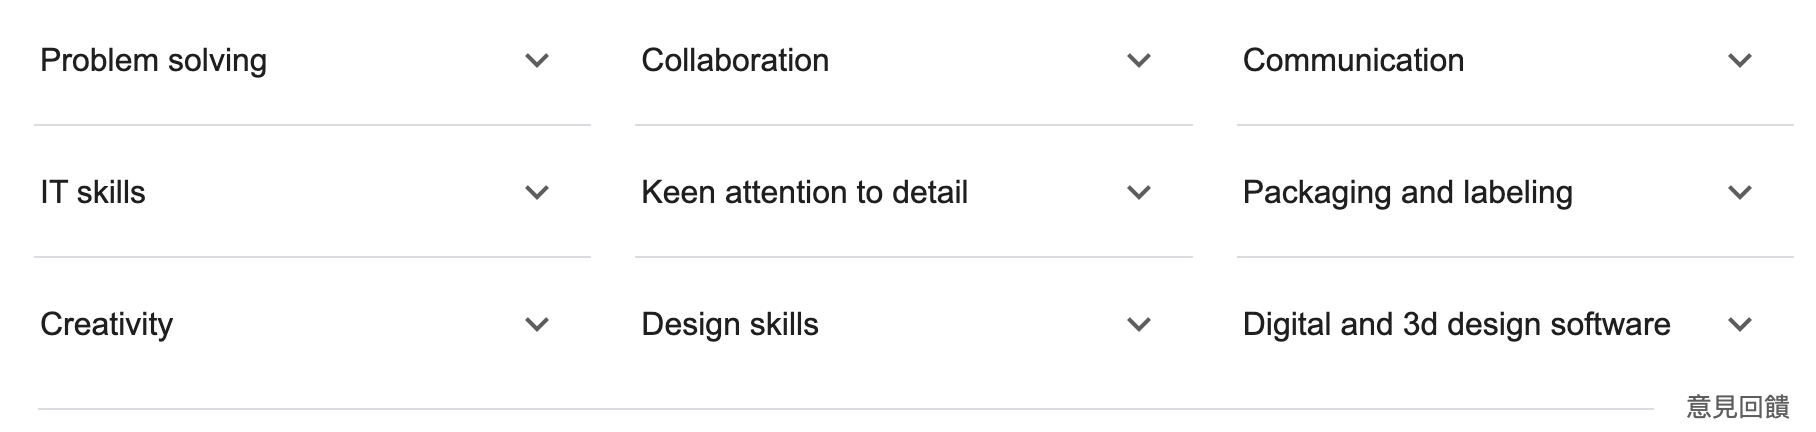 Problem solving
Collaboration
Communication
IT skills
Keen attention to detail
Packaging and labeling
Creativity
Design skills
Digital and 3d design software
意見回饋